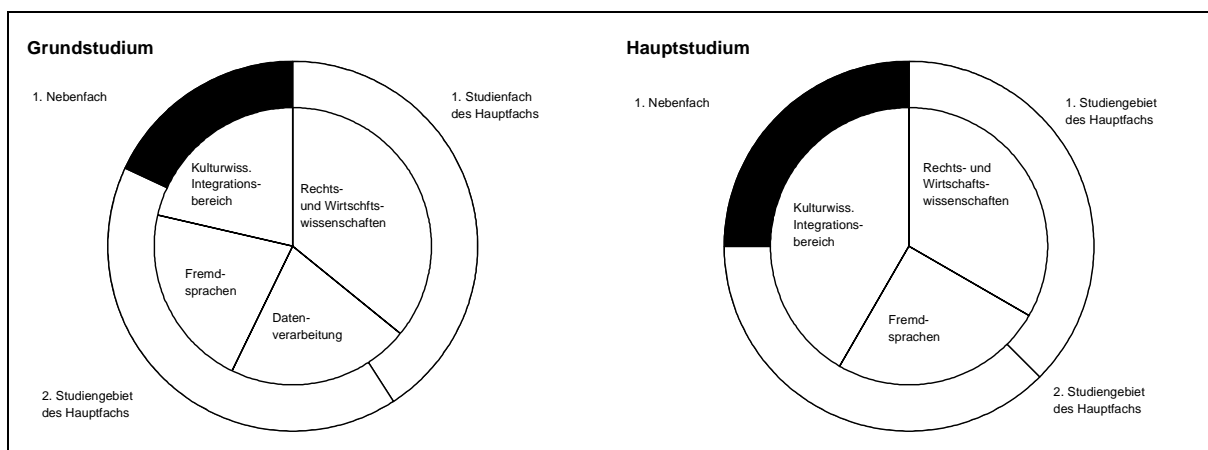 Grundstudium
1. Nebenfach
1. Studienfach
des Hauptfachs
Kulturwiss.
Integrations-
bereich
Rechts-
und Wirtschfts-
wissenschaften
Fremd-
sprachen
Daten-
verarbeitung
2. Studiengebiet
des Hauptfachs
Hauptstudium
1. Nebenfach
1. Studiengebiet
des Hauptfachs
Rechts- und
Wirtschafts-
wissenschaften
Kulturwiss.
Integrations-
bereich
Fremd-
sprachen
2. Studiengebiet
des Hauptfachs